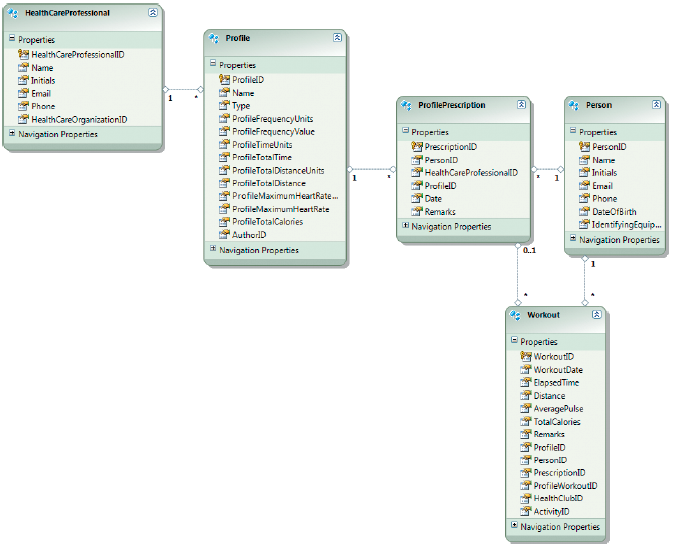 HealthCareProfessional
Properties
HealthCareProfessionalID
Name
Initials
Email
Phone
HealthCareOrganizationID
Navigation Properties
1
*
Profile
Properties
ProfileID
Name
Type
ProfileFrequencyUnits
ProfileFrequencyValue
ProfileTimeUnits
ProfileTotalTime
ProfileTotalDistanceUnits
ProfileTotalDistance
ProfileMaximumHeartRate...
ProfileMaximumHeartRate
ProfileTotalCalories
AuthorID
Navigation Properties
1
*
ProfilePrescription
Properties
PrescriptionID
PersonID
HealthCareProfessionalID
ProfileID
Date
Remarks
Navigation Properties
*
1
Person
Properties
PersonID
Name
Initials
Email
Phone
DateOfBirth
IdentifyingEquip...
Navigation Properties
0..1
*
1
*
Workout
Properties
WorkoutID
WorkoutDate
ElapsedTime
Distance
AveragePulse
TotalCalories
Remarks
ProfileID
PersonID
PrescriptionID
ProfileWorkoutID
HealthClubID
ActivityID
Navigation Properties